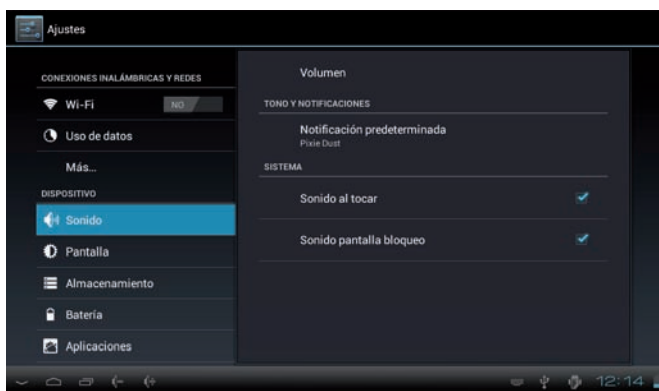 Ajustes
CONEXIONES INALÁMBRICAS Y REDES
Wi-Fi
NO
Uso de datos
Más...
DISPOSITIVO
Sonido
Pantalla
Almacenamiento
Batería
Aplicaciones
Volumen
TONO Y NOTIFICACIONES
Notificación predeterminada
Pixie Dust
SISTEMA
Sonido al tocar
Sonido pantalla bloqueo
12:14